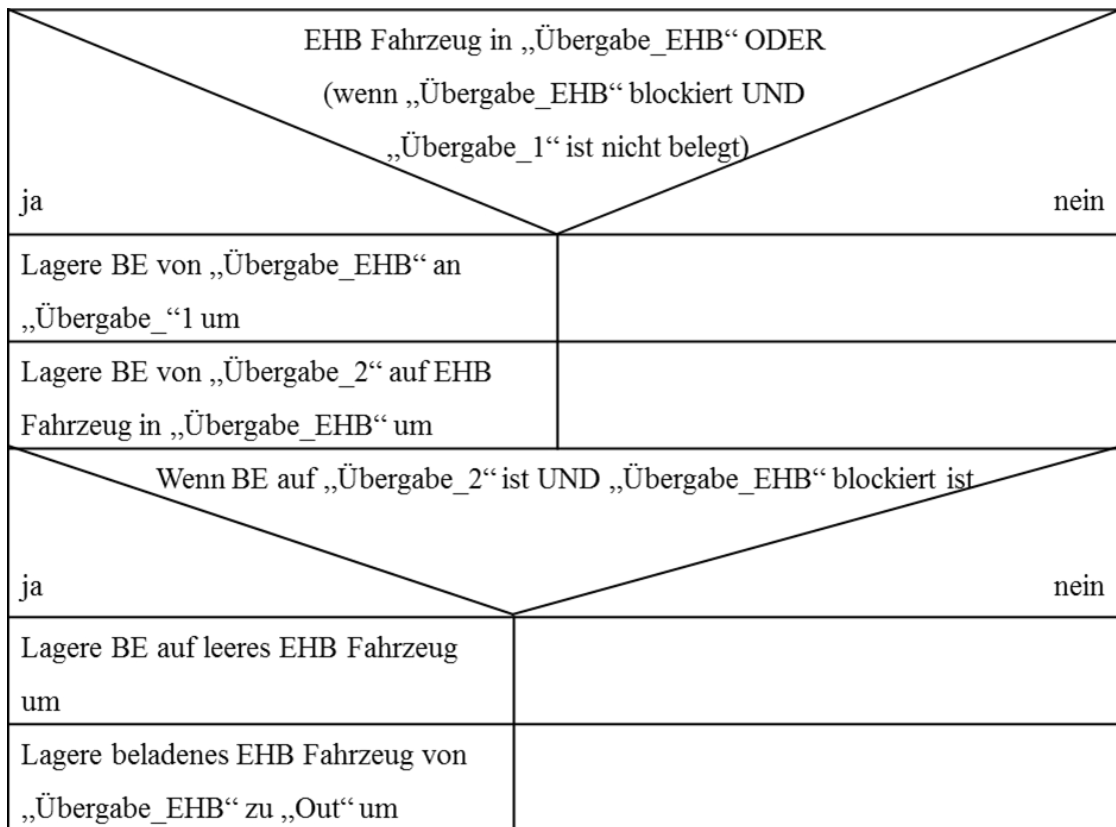 EHB Fahrzeug in „Übergabe_EHB“ ODER
(wenn „Übergabe_EHB“ blockiert UND
„Übergabe_1“ ist nicht belegt)
ja
nein
Lagere BE von „Übergabe_EHB“ an
„Übergabe_“1 um
Lagere BE von „Übergabe_2“ auf EHB
Fahrzeug in „Übergabe_EHB“ um
Wenn BE auf „Übergabe_2“ ist UND „Übergabe_EHB“ blockiert ist
ja
nein
Lagere BE auf leeres EHB Fahrzeug
um
Lagere beladenes EHB Fahrzeug von
„Übergabe_EHB“ zu „Out“ um